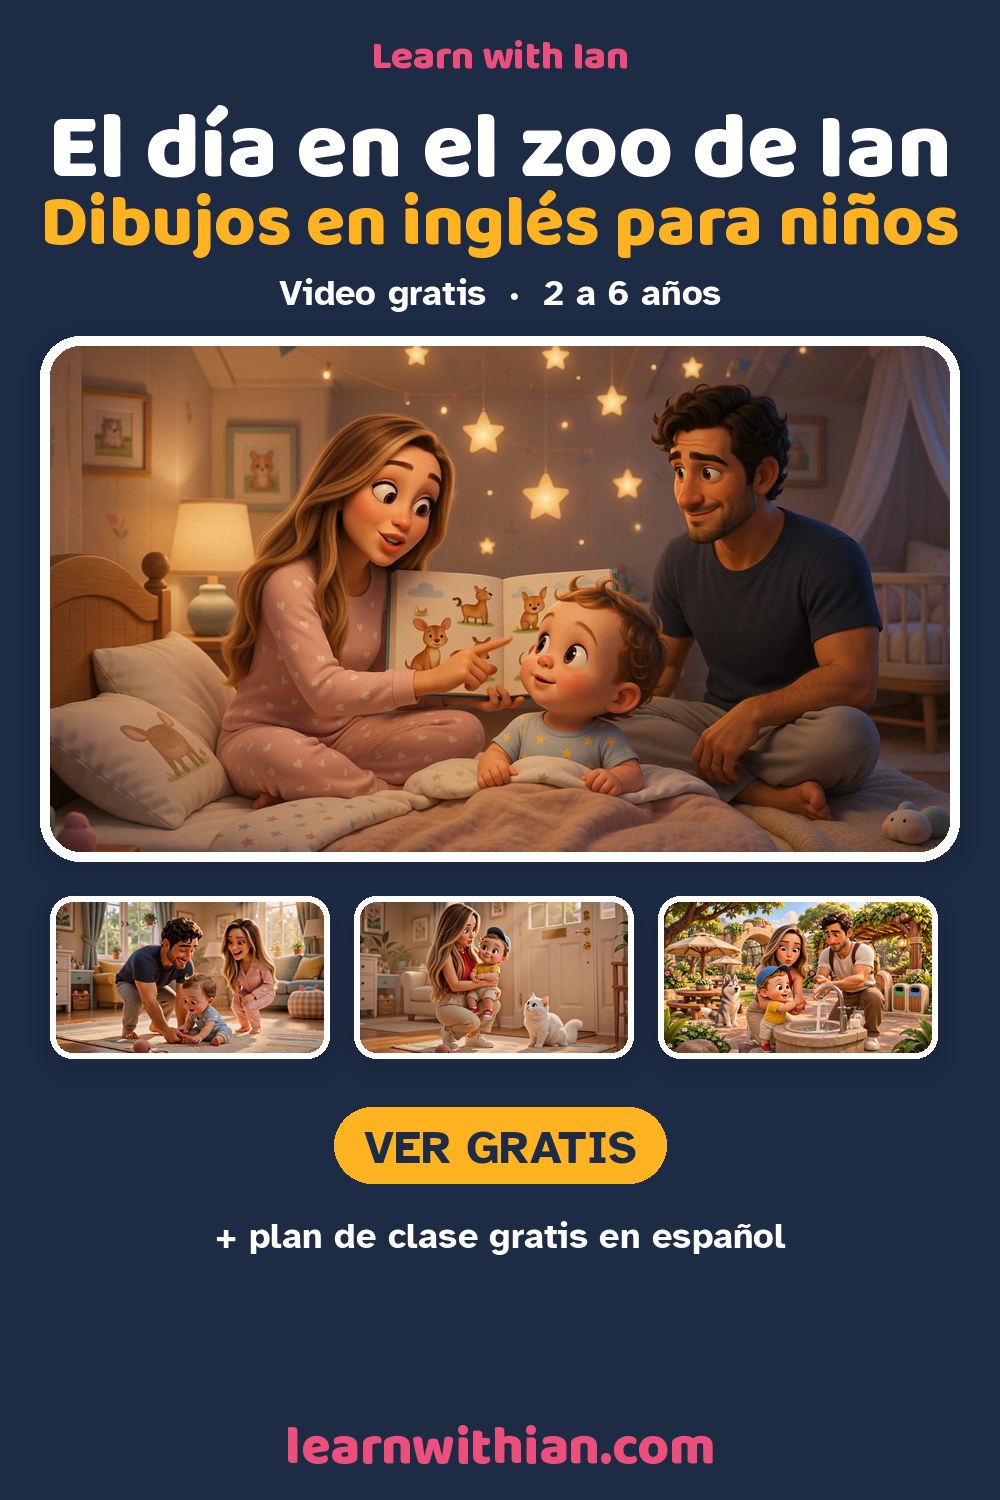 Learn with Ian
El día en el zoo de Ian
Dibujos en inglés para niños
Video gratis · 2 a 6 años
VER GRATIS
+ plan de clase gratis en español
learnwithian.com